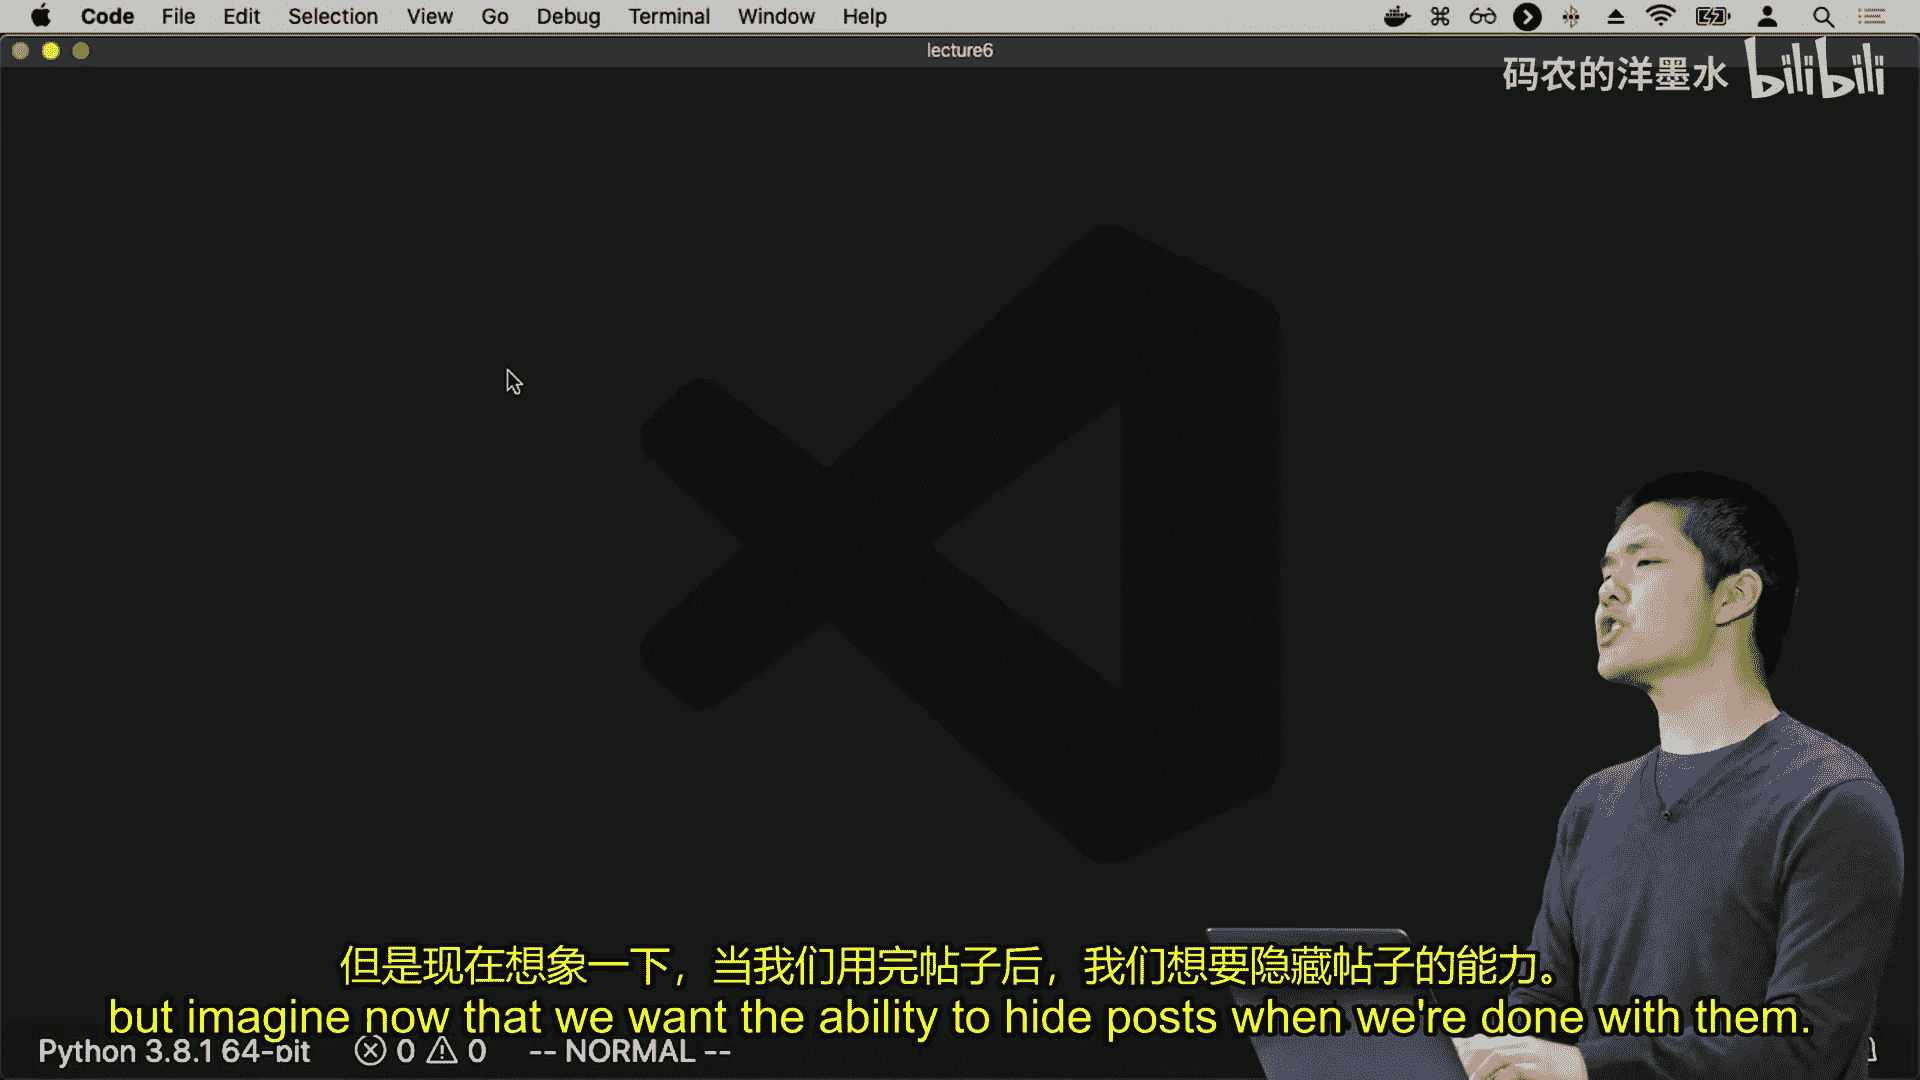 Code File Edit Selection View Go Debug Terminal Window Help
lecture6
码农的洋墨水 bilibili
但是现在想象一下，当我们用完帖子后，我们想要隐藏帖子的能力。
but imagine now that we want the ability to hide posts when we're done with them.
Python 3.8.1 64-bit 0 0 -- NORMAL --